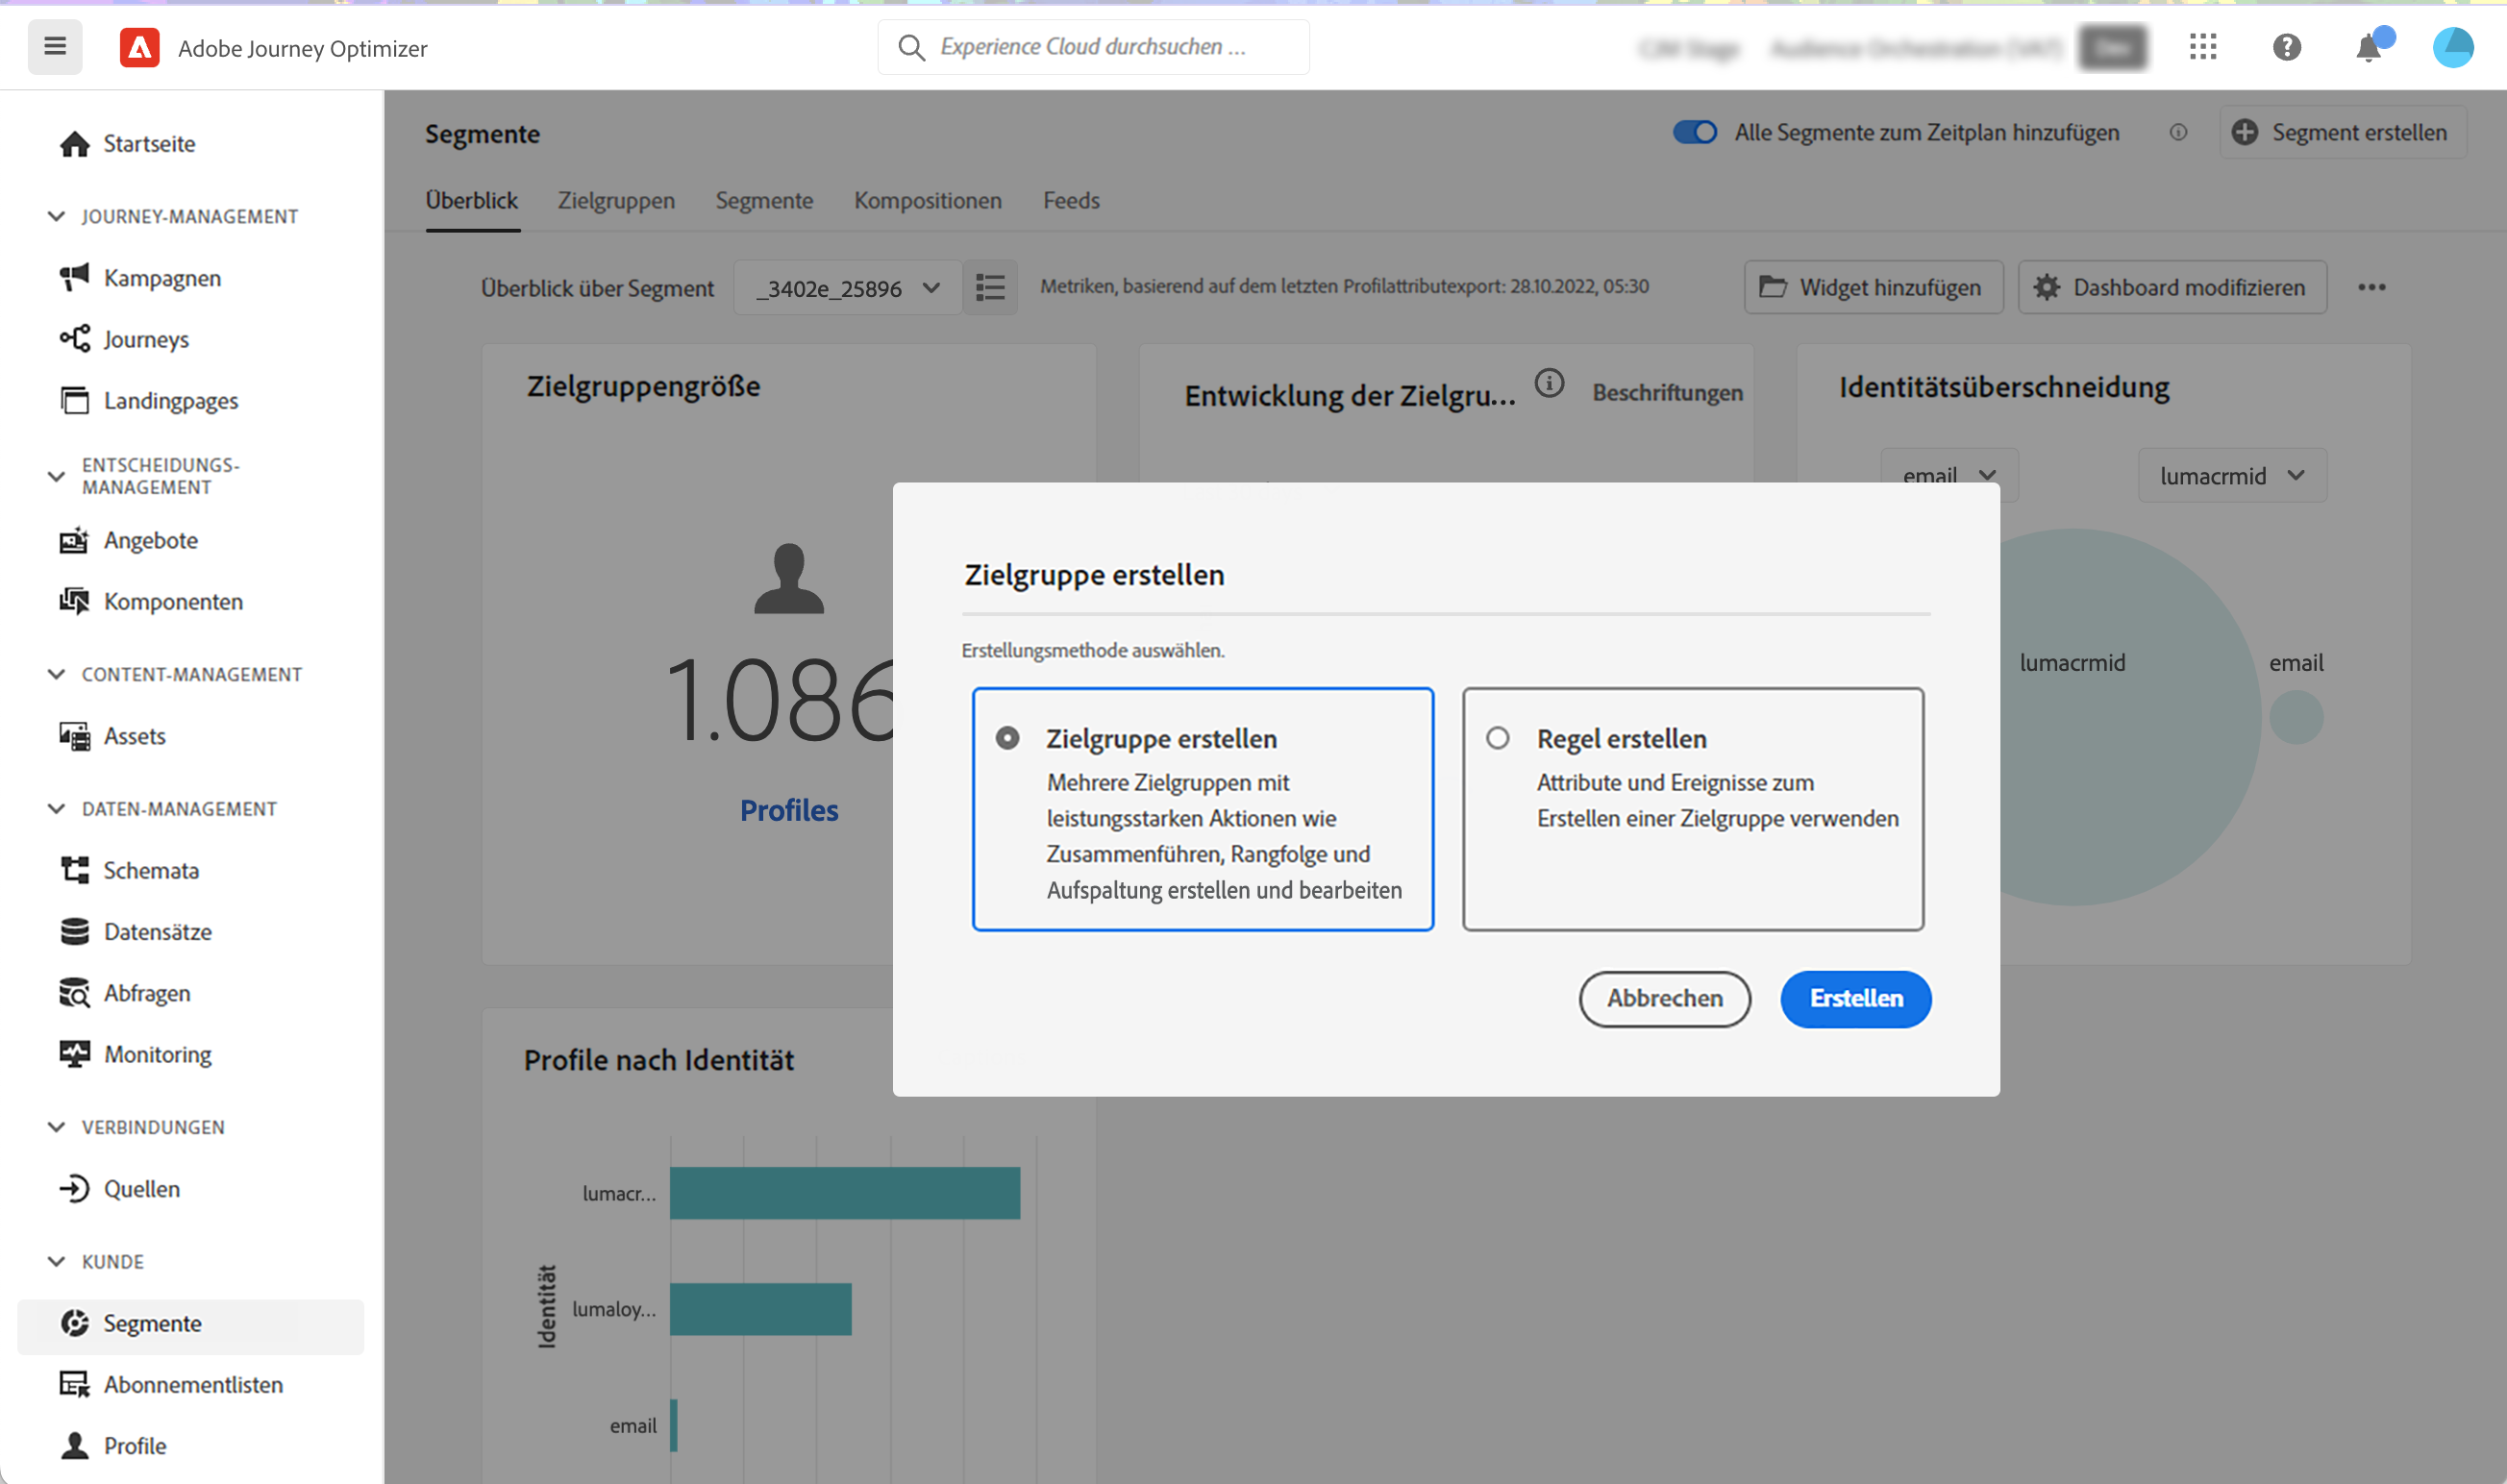 Adobe Journey Optimizer
Experience Cloud durchsuchen ...
Startseite
JOURNEY-MANAGEMENT
Kampagnen
Journeys
Landingpages
ENTSCHEIDUNGS-
MANAGEMENT
Angebote
Komponenten
CONTENT-MANAGEMENT
Assets
DATEN-MANAGEMENT
Schemata
Datensätze
Abfragen
Monitoring
VERBINDUNGEN
Quellen
KUNDE
Segmente
Abonnementlisten
Profile
Segmente
Alle Segmente zum Zeitplan hinzufügen
Segment erstellen
Überblick Zielgruppen Segmente Kompositionen Feeds
Überblick über Segment
_3402e_25896
Metriken, basierend auf dem letzten Profilattributexport: 28.10.2022, 05:30
Widget hinzufügen
Dashboard modifizieren
Zielgruppengröße
1.086
Profiles
Entwicklung der Zielgru...
Beschriftungen
Identitätsüberschneidung
email
lumacrmid
lumacrmid
email
Zielgruppe erstellen
Erstellungsmethode auswählen.
Zielgruppe erstellen
Mehrere Zielgruppen mit
leistungsstarken Aktionen wie
Zusammenführen, Rangfolge und
Aufspaltung erstellen und bearbeiten
Regel erstellen
Attribute und Ereignisse zum
Erstellen einer Zielgruppe verwenden
Abbrechen
Erstellen
Profile nach Identität
Identität
lumacr...
lumaloy...
email